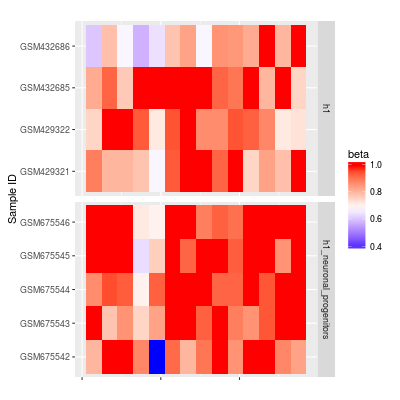 GSM432686
GSM432685
GSM429322
GSM429321
h1
GSM675546
GSM675545
GSM675544
GSM675543
GSM675542
h1_neuronal_progenitors
Sample ID
beta
1.0
0.8
0.6
0.4